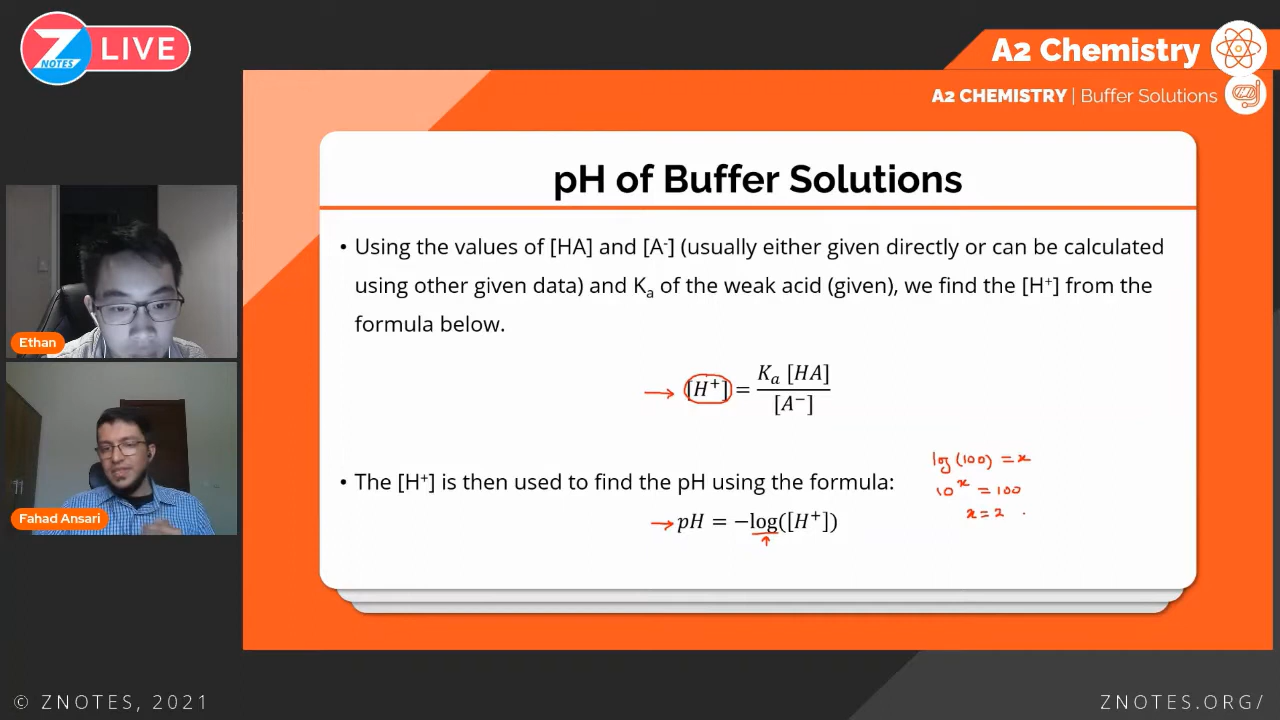 Z NOTES LIVE
A2 Chemistry
A2 CHEMISTRY | Buffer Solutions
pH of Buffer Solutions
• Using the values of [HA] and [A⁻] (usually either given directly or can be calculated
using other given data) and Kₐ of the weak acid (given), we find the [H⁺] from the
formula below.
→ [H⁺] = Kₐ [HA] / [A⁻]
• The [H⁺] is then used to find the pH using the formula:
→ pH = −log([H⁺])
log (100) = x
10ˣ = 100
x = 2
Ethan
Fahad Ansari
© ZNOTES, 2021
ZNOTES.ORG/